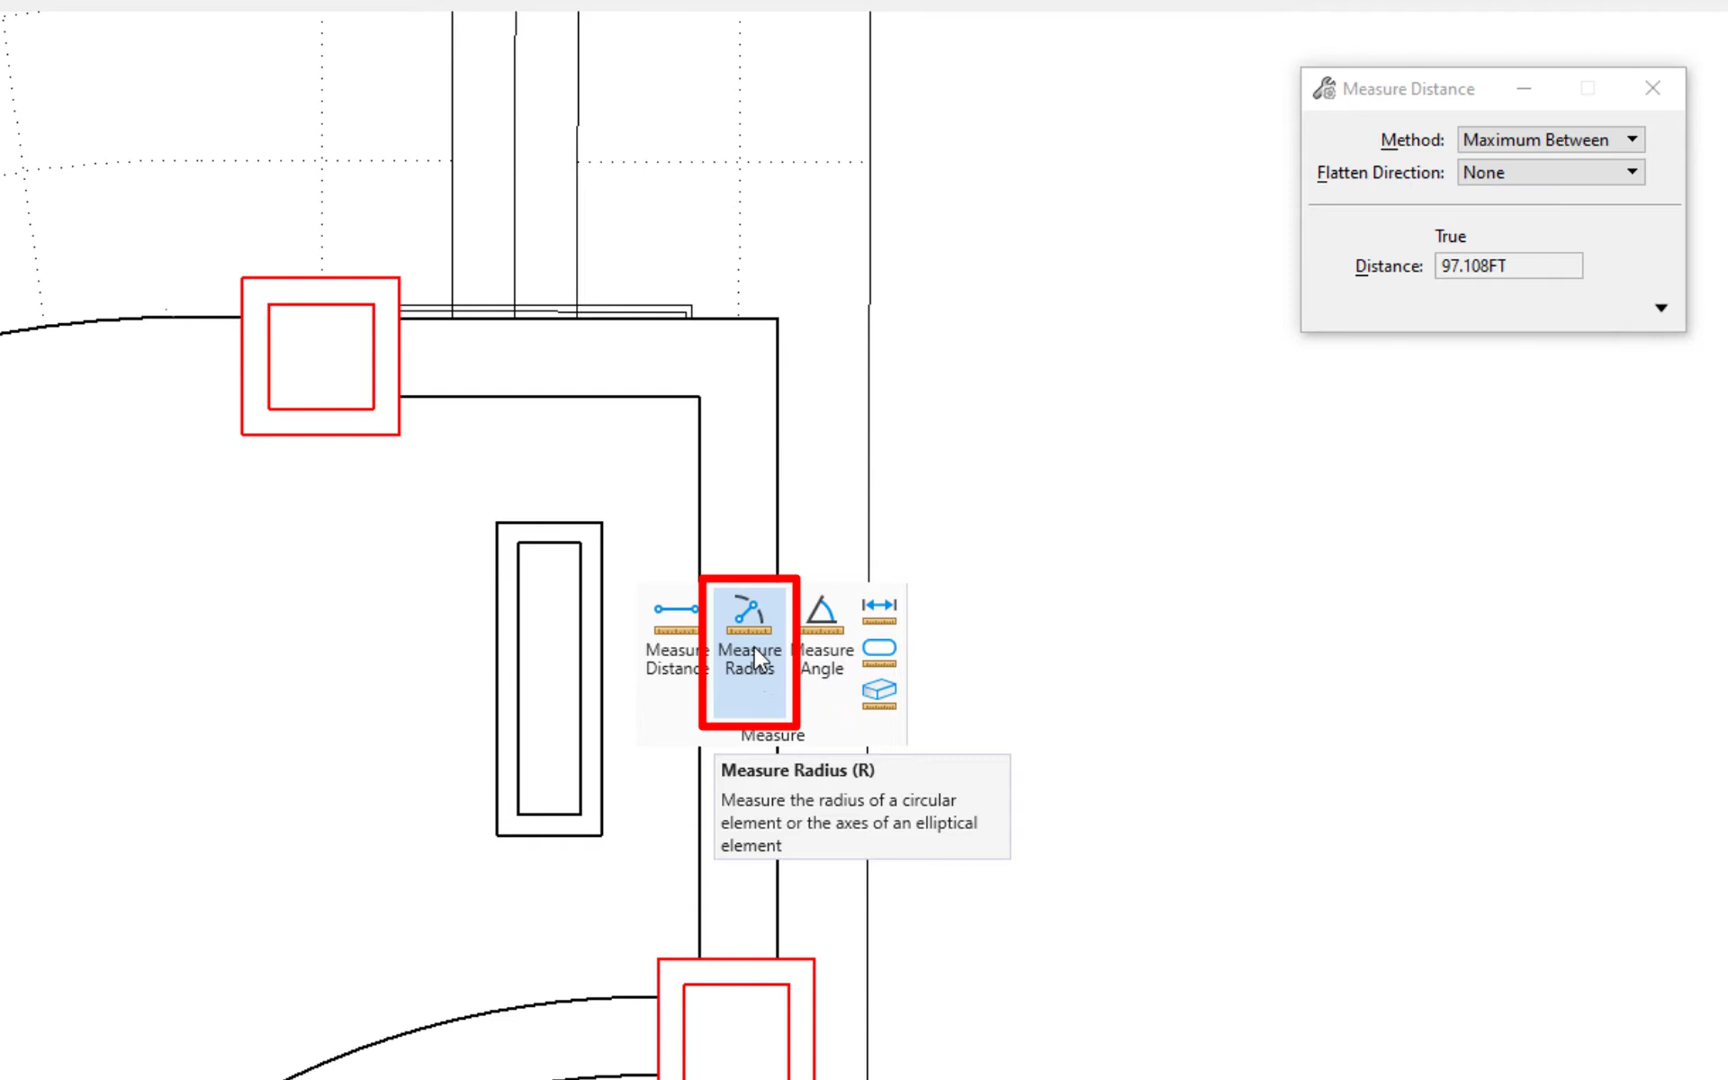 Measure Distance
Method: Maximum Between
Flatten Direction: None
True
Distance: 97.108FT
Measure Distance
Measure Radius
Measure Angle
Measure
Measure Radius (R)
Measure the radius of a circular
element or the axes of an elliptical
element